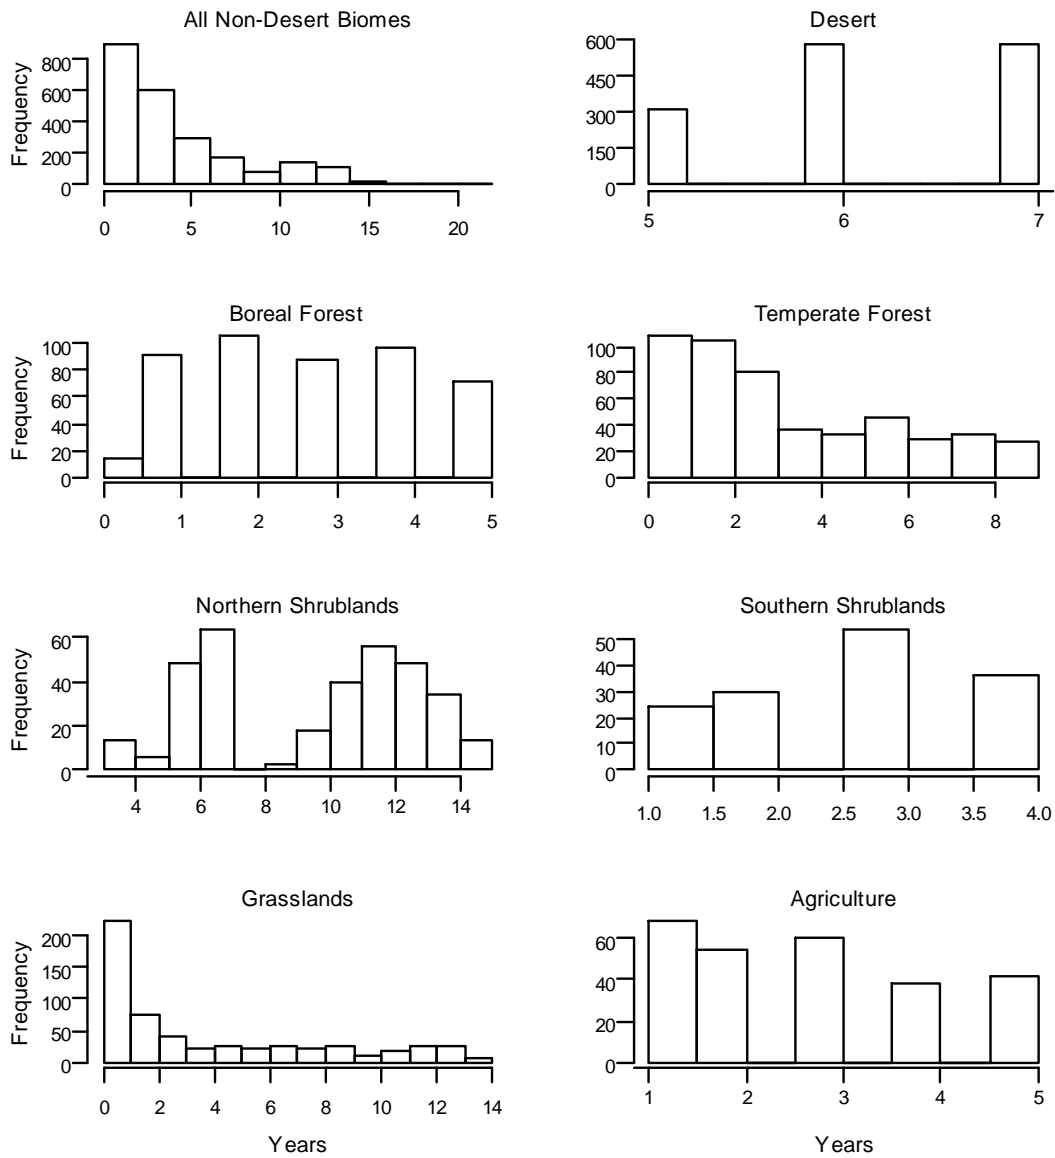 All Non-Desert Biomes
Frequency
800
600
400
200
0
0 5 10 15 20
Desert
600
450
300
150
0
5 6 7
Boreal Forest
Frequency
100
80
60
40
20
0
0 1 2 3 4 5
Temperate Forest
100
80
60
40
20
0
0 2 4 6 8
Northern Shrublands
Frequency
60
40
20
0
4 6 8 10 12 14
Southern Shrublands
50
40
30
20
10
0
1.0 1.5 2.0 2.5 3.0 3.5 4.0
Grasslands
Frequency
200
150
100
50
0
0 2 4 6 8 10 12 14
Years
Agriculture
60
40
20
0
1 2 3 4 5
Years